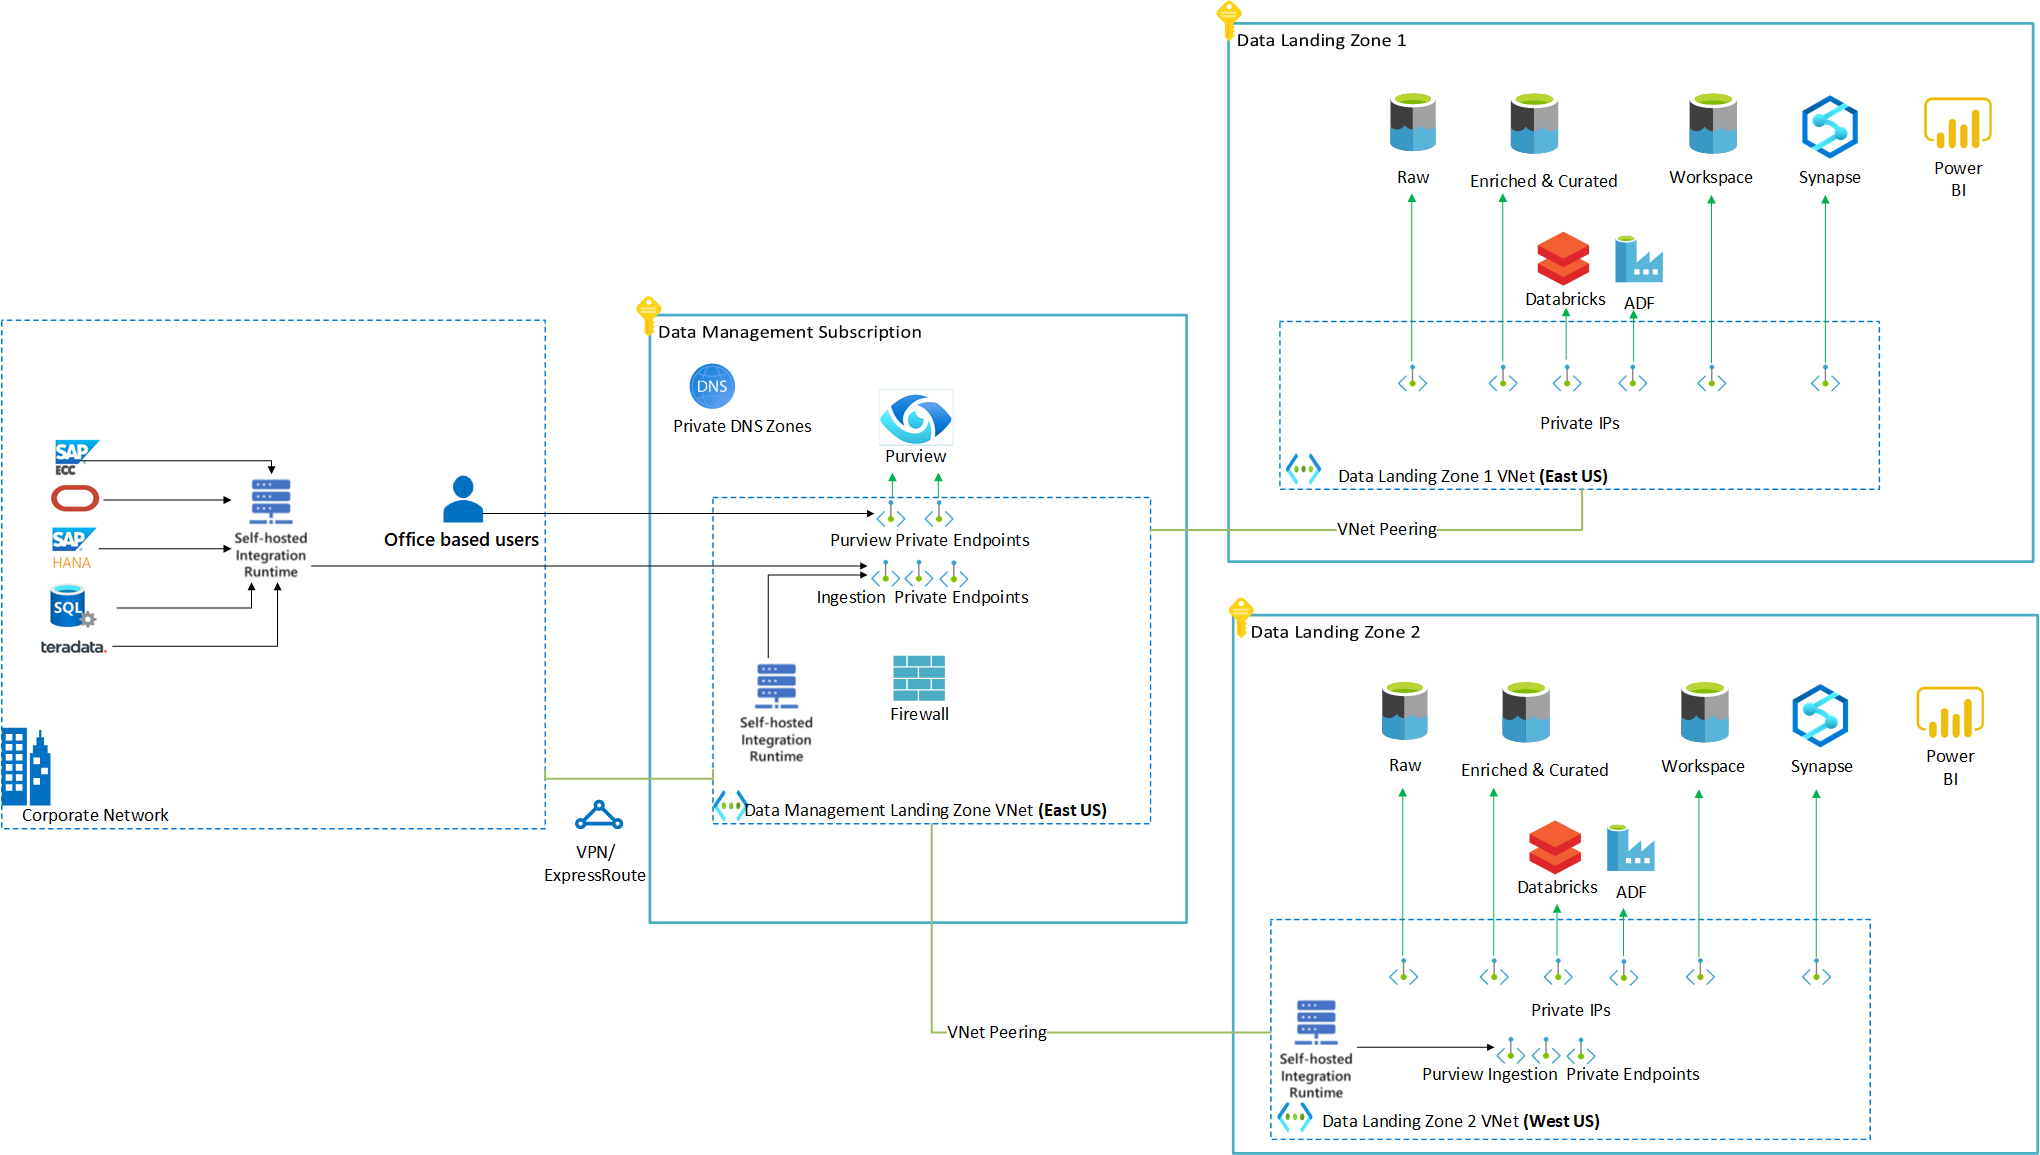 SAP
ECC
SAP
HANA
SQL
teradata.
Self-hosted
Integration
Runtime
Office based users
Corporate Network
VPN/
ExpressRoute
Data Management Subscription
DNS
Private DNS Zones
Purview
Purview Private Endpoints
Ingestion Private Endpoints
Self-hosted
Integration
Runtime
Firewall
Data Management Landing Zone VNet (East US)
VNet Peering
VNet Peering
Data Landing Zone 1
Raw
Enriched & Curated
Workspace
Synapse
Power
BI
Databricks
ADF
Private IPs
Data Landing Zone 1 VNet (East US)
Data Landing Zone 2
Raw
Enriched & Curated
Workspace
Synapse
Power
BI
Databricks
ADF
Private IPs
Self-hosted
Integration
Runtime
Purview Ingestion Private Endpoints
Data Landing Zone 2 VNet (West US)